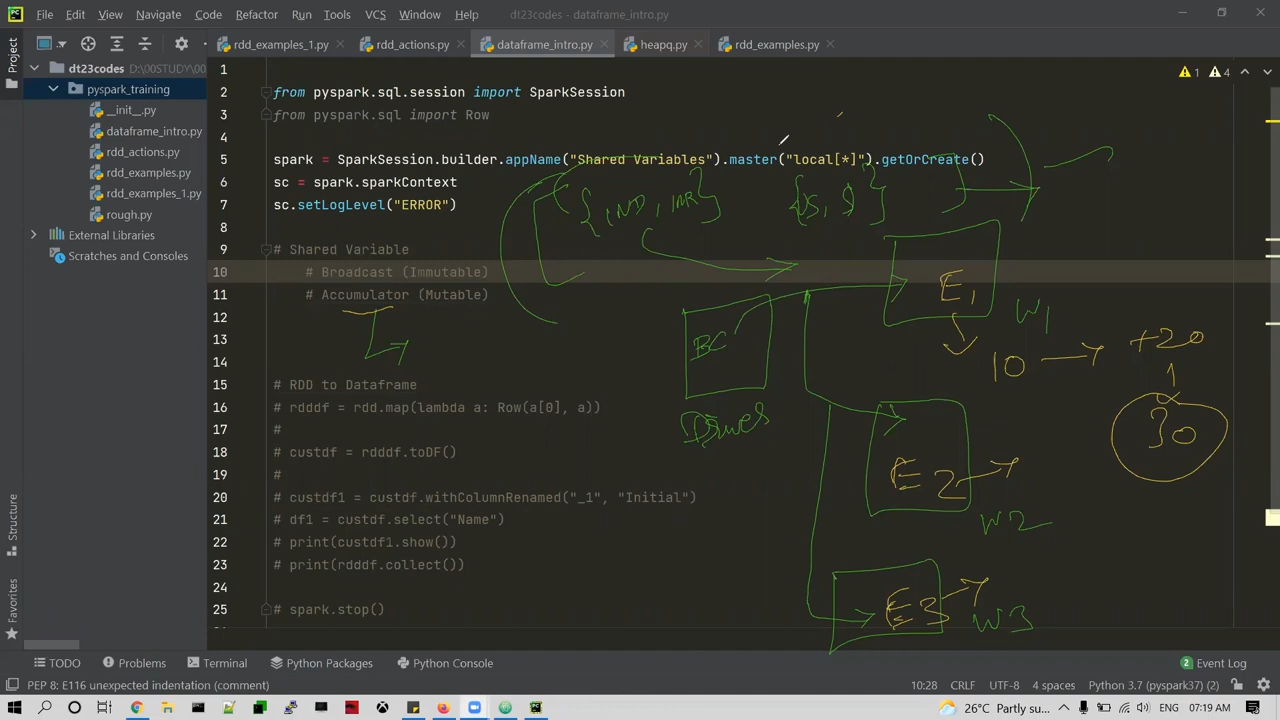 File Edit View Navigate Code Refactor Run Tools VCS Window Help dt23codes - dataframe_intro.py
Project
rdd_examples_1.py rdd_actions.py dataframe_intro.py heapq.py rdd_examples.py
dt23codes D:\00STUDY\00
pyspark_training
__init__.py
dataframe_intro.py
rdd_actions.py
rdd_examples.py
rdd_examples_1.py
rough.py
External Libraries
Scratches and Consoles
1
2 from pyspark.sql.session import SparkSession
3 from pyspark.sql import Row
4
5 spark = SparkSession.builder.appName("Shared Variables").master("local[*]").getOrCreate()
6 sc = spark.sparkContext
7 sc.setLogLevel("ERROR")
8
9 # Shared Variable
10 # Broadcast (Immutable)
11 # Accumulator (Mutable)
12
13
14
15 # RDD to Dataframe
16 # rdddf = rdd.map(lambda a: Row(a[0], a))
17 #
18 # custdf = rdddf.toDF()
19 #
20 # custdf1 = custdf.withColumnRenamed("_1", "Initial")
21 # df1 = custdf.select("Name")
22 # print(custdf1.show())
23 # print(rdddf.collect())
24
25 # spark.stop()
1 4
E1
W1
BC
Driver
10 +20
30
E2
W2
E3
W3
Structure
Favorites
TODO Problems Terminal Python Packages Python Console 2 Event Log
PEP 8: E116 unexpected indentation (comment) 10:28 CRLF UTF-8 4 spaces Python 3.7 (pyspark37) (2)
26°C Partly su... ENG 07:19 AM